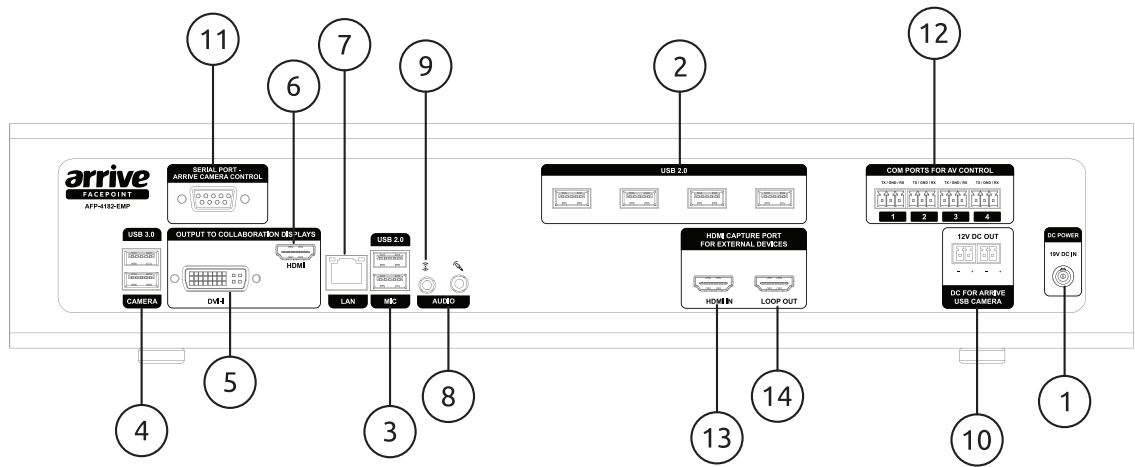 11
7
9
6
2
12
arrive
FACEPOINT
AFP-4182-EMP
SERIAL PORT -
ARRIVE CAMERA CONTROL
USB 3.0
CAMERA
OUTPUT TO COLLABORATION DISPLAYS
HDMI
DVI-I
LAN
USB 2.0
MIC
AUDIO
USB 2.0
HDMI CAPTURE PORT
FOR EXTERNAL DEVICES
HDMI IN
LOOP OUT
COM PORTS FOR AV CONTROL
TX / GND / RX TX / GND / RX TX / GND / RX TX / GND / RX
1 2 3 4
12V DC OUT
- + - +
DC FOR ARRIVE
USB CAMERA
DC POWER
19V DC IN
4
5
3
8
13
14
10
1